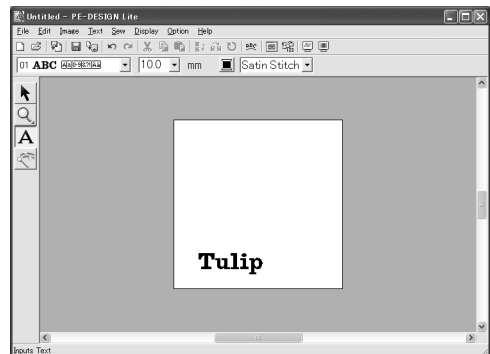 Untitled - PE-DESIGN Lite
File Edit Image Text Sew Display Option Help
01 ABC 10.0 mm Satin Stitch
A
Tulip
Inputs Text